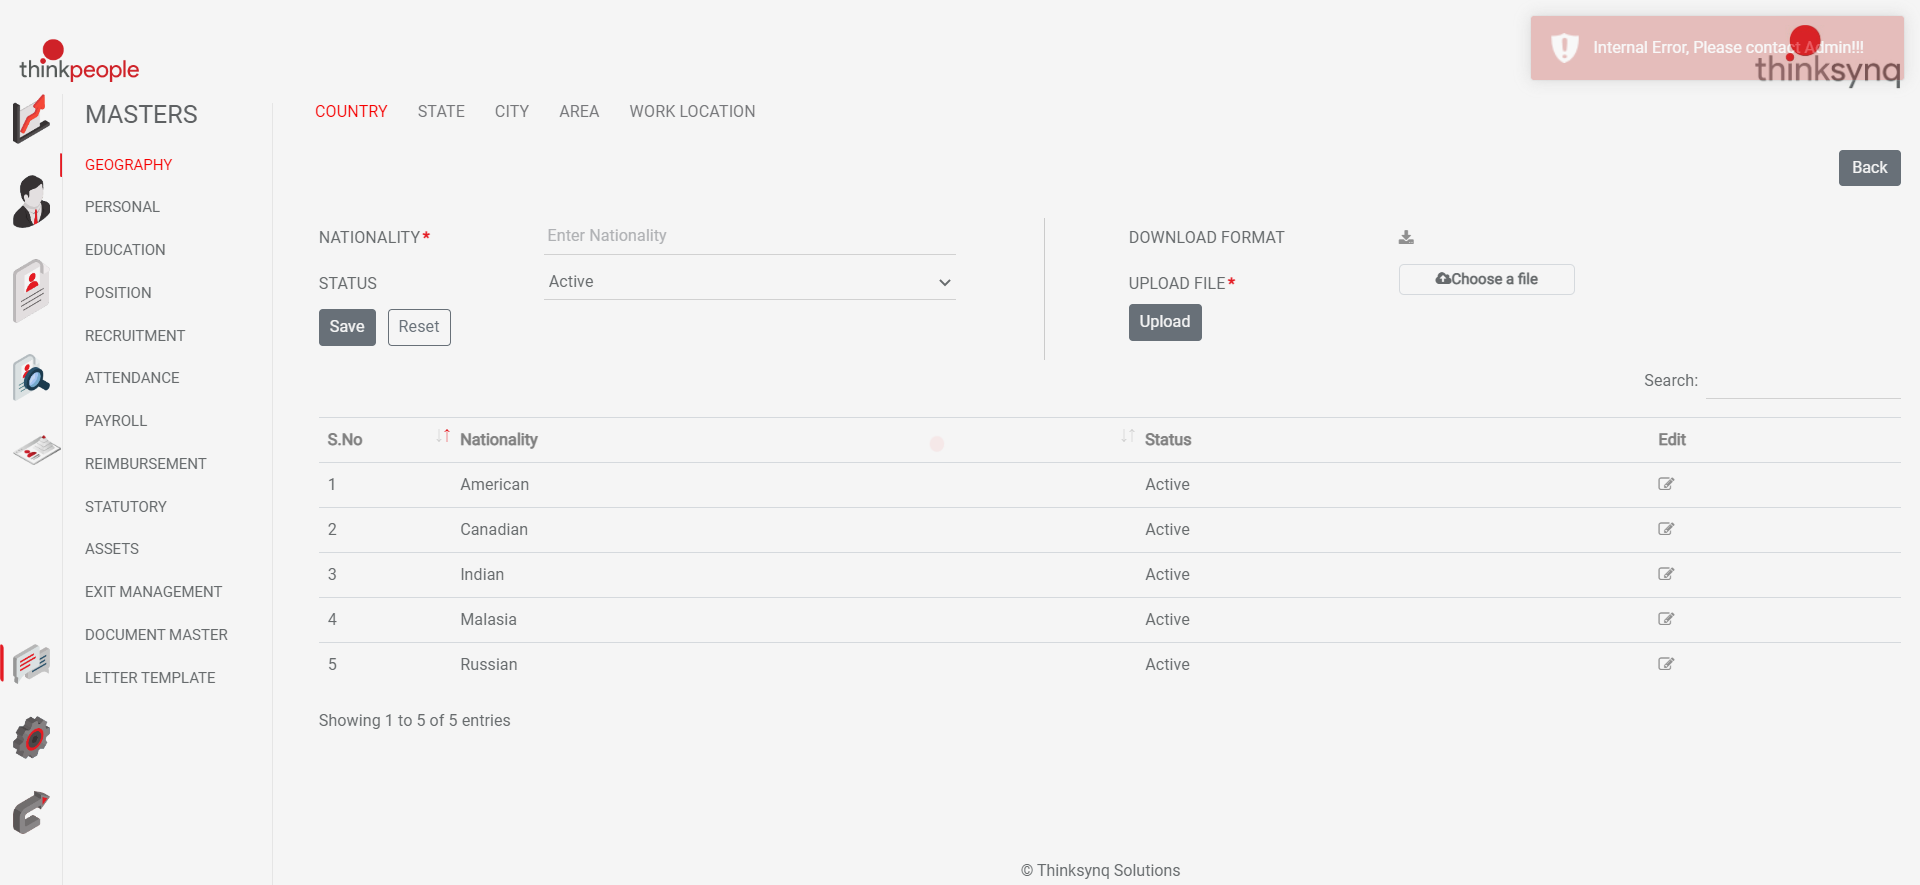 thinkpeople
Internal Error, Please contact Admin!!!
thinksynq
MASTERS
GEOGRAPHY
PERSONAL
EDUCATION
POSITION
RECRUITMENT
ATTENDANCE
PAYROLL
REIMBURSEMENT
STATUTORY
ASSETS
EXIT MANAGEMENT
DOCUMENT MASTER
LETTER TEMPLATE
COUNTRY STATE CITY AREA WORK LOCATION
Back
NATIONALITY* Enter Nationality
STATUS Active
Save Reset
DOWNLOAD FORMAT
UPLOAD FILE* Choose a file
Upload
Search:
S.No Nationality Status Edit
1 American Active
2 Canadian Active
3 Indian Active
4 Malasia Active
5 Russian Active
Showing 1 to 5 of 5 entries
© Thinksynq Solutions